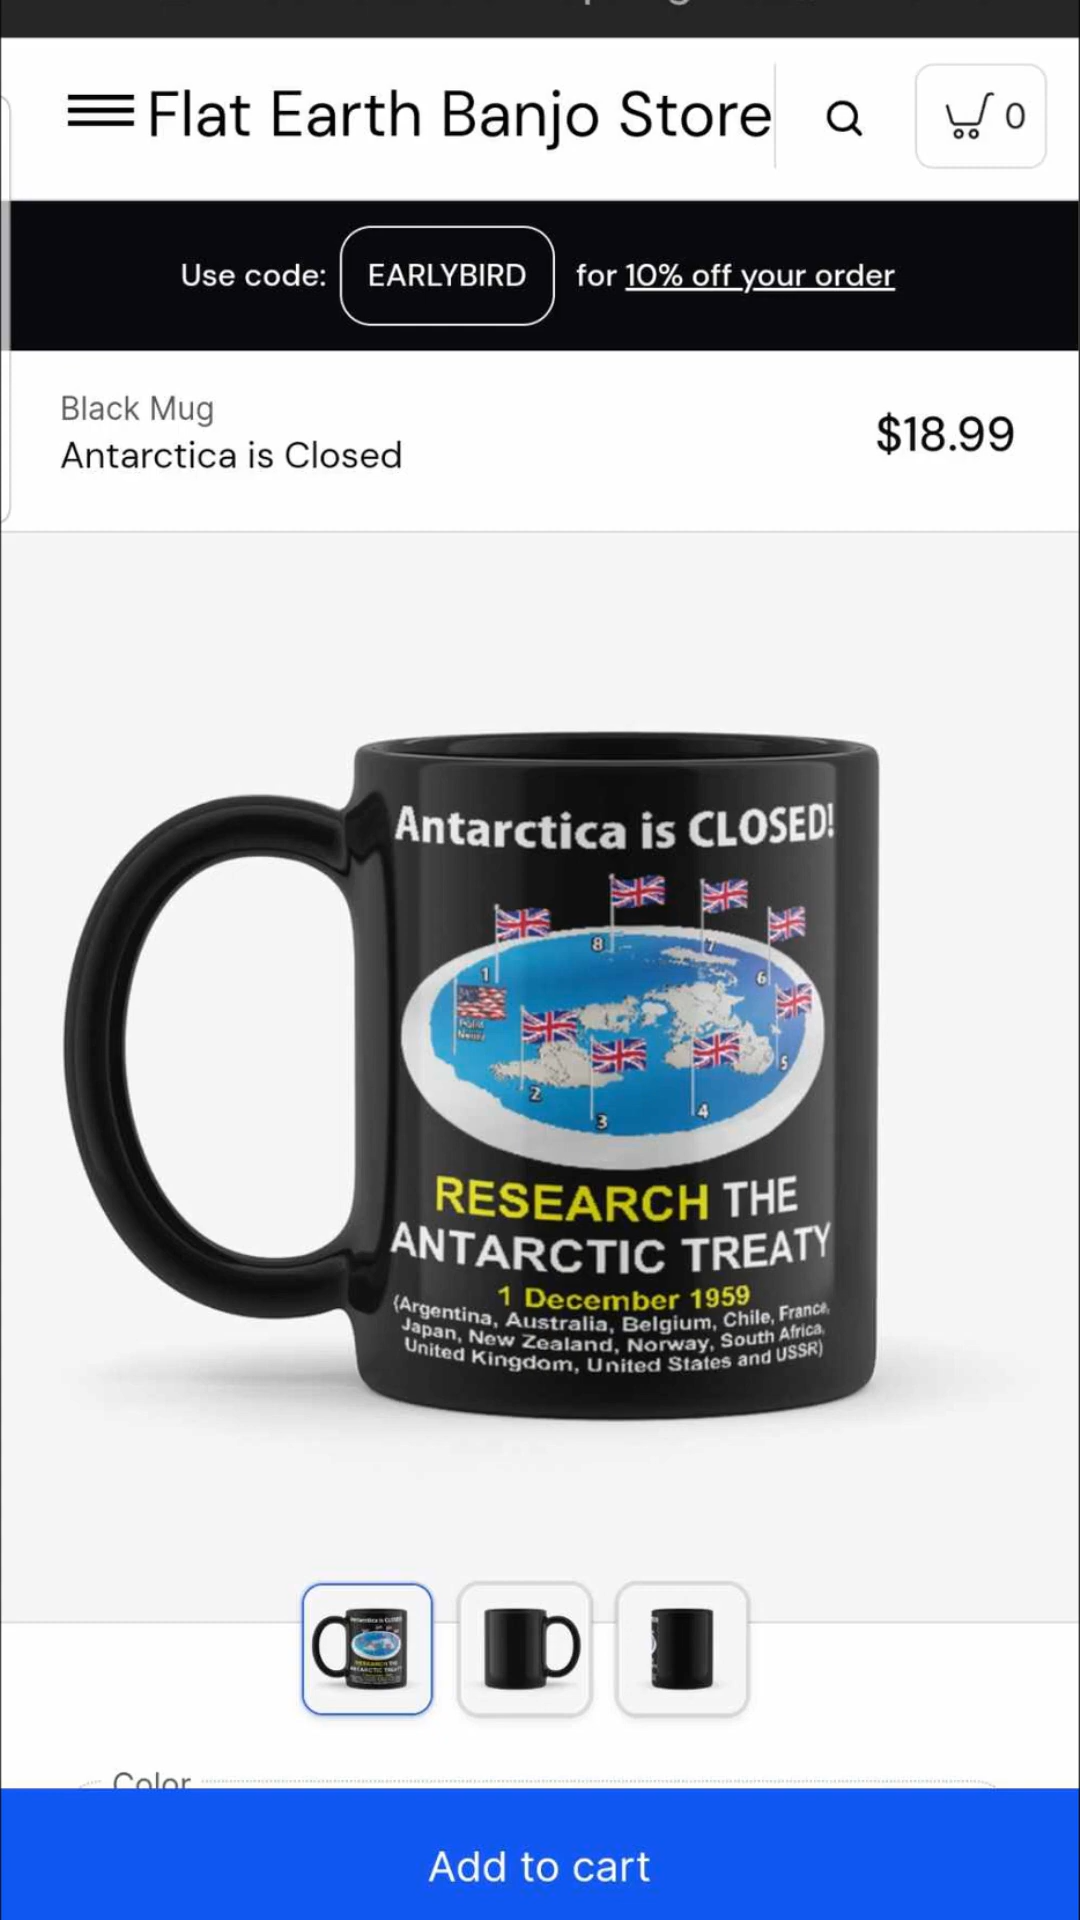 Flat Earth Banjo Store
0
Use code: EARLYBIRD for 10% off your order
Black Mug
Antarctica is Closed
$18.99
Antarctica is CLOSED!
8
7
1
6
5
2
4
3
RESEARCH THE
ANTARCTIC TREATY
1 December 1959
(Argentina, Australia, Belgium, Chile, France,
Japan, New Zealand, Norway, South Africa,
United Kingdom, United States and USSR)
Color
Add to cart